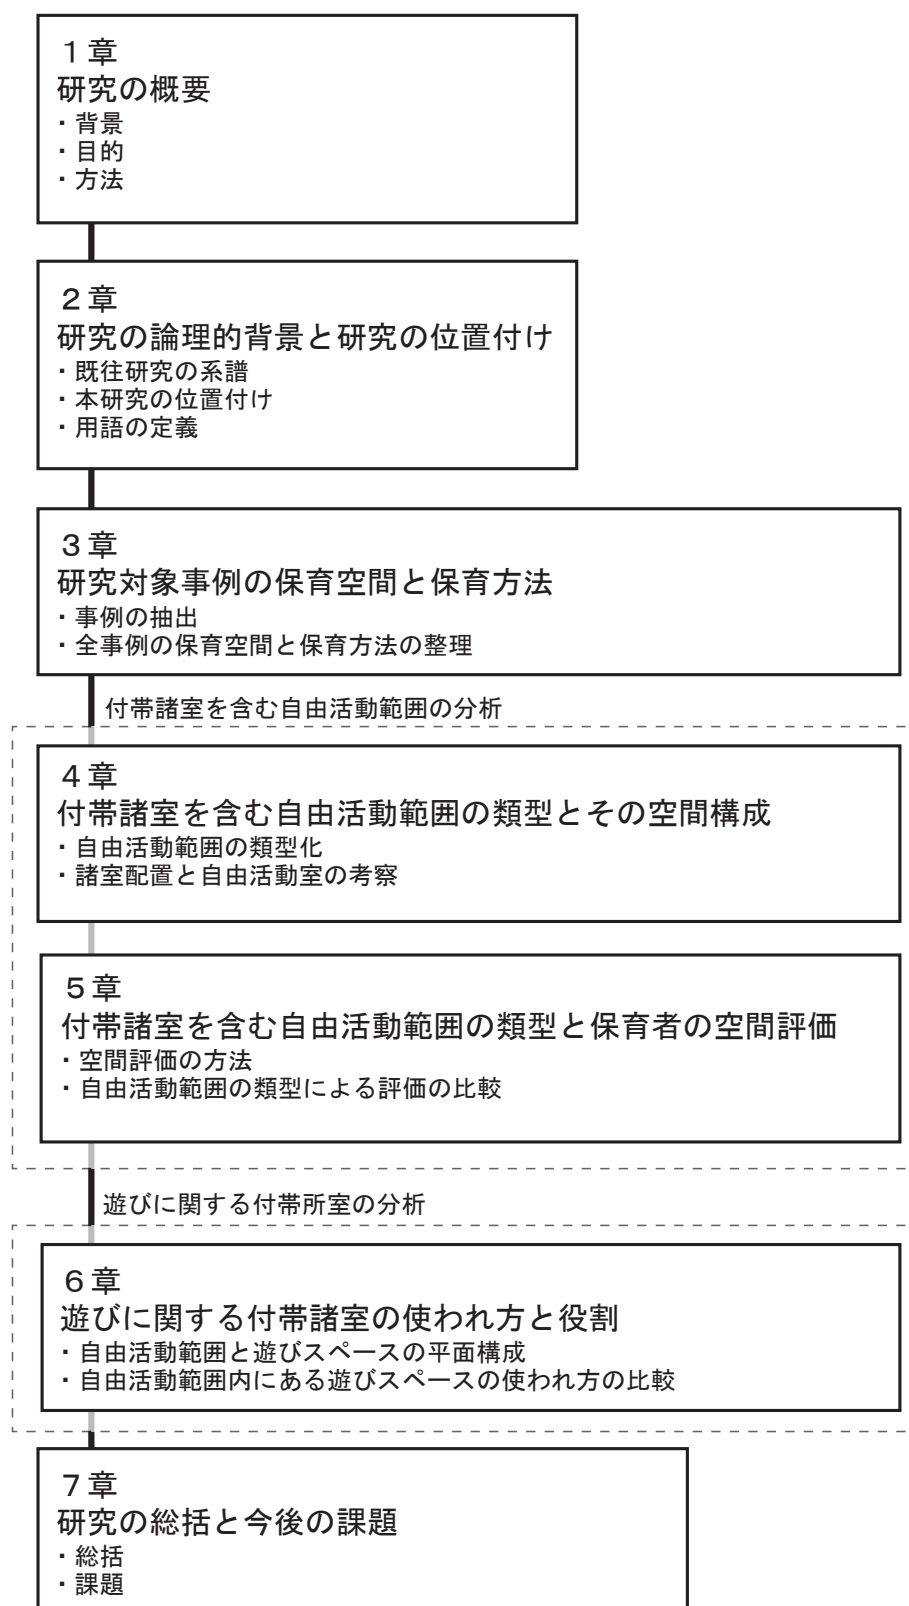 １章
研究の概要
・背景
・目的
・方法
２章
研究の論理的背景と研究の位置付け
・既往研究の系譜
・本研究の位置付け
・用語の定義
３章
研究対象事例の保育空間と保育方法
・事例の抽出
・全事例の保育空間と保育方法の整理
付帯諸室を含む自由活動範囲の分析
４章
付帯諸室を含む自由活動範囲の類型とその空間構成
・自由活動範囲の類型化
・諸室配置と自由活動室の考察
５章
付帯諸室を含む自由活動範囲の類型と保育者の空間評価
・空間評価の方法
・自由活動範囲の類型による評価の比較
遊びに関する付帯所室の分析
６章
遊びに関する付帯諸室の使われ方と役割
・自由活動範囲と遊びスペースの平面構成
・自由活動範囲内にある遊びスペースの使われ方の比較
７章
研究の総括と今後の課題
・総括
・課題